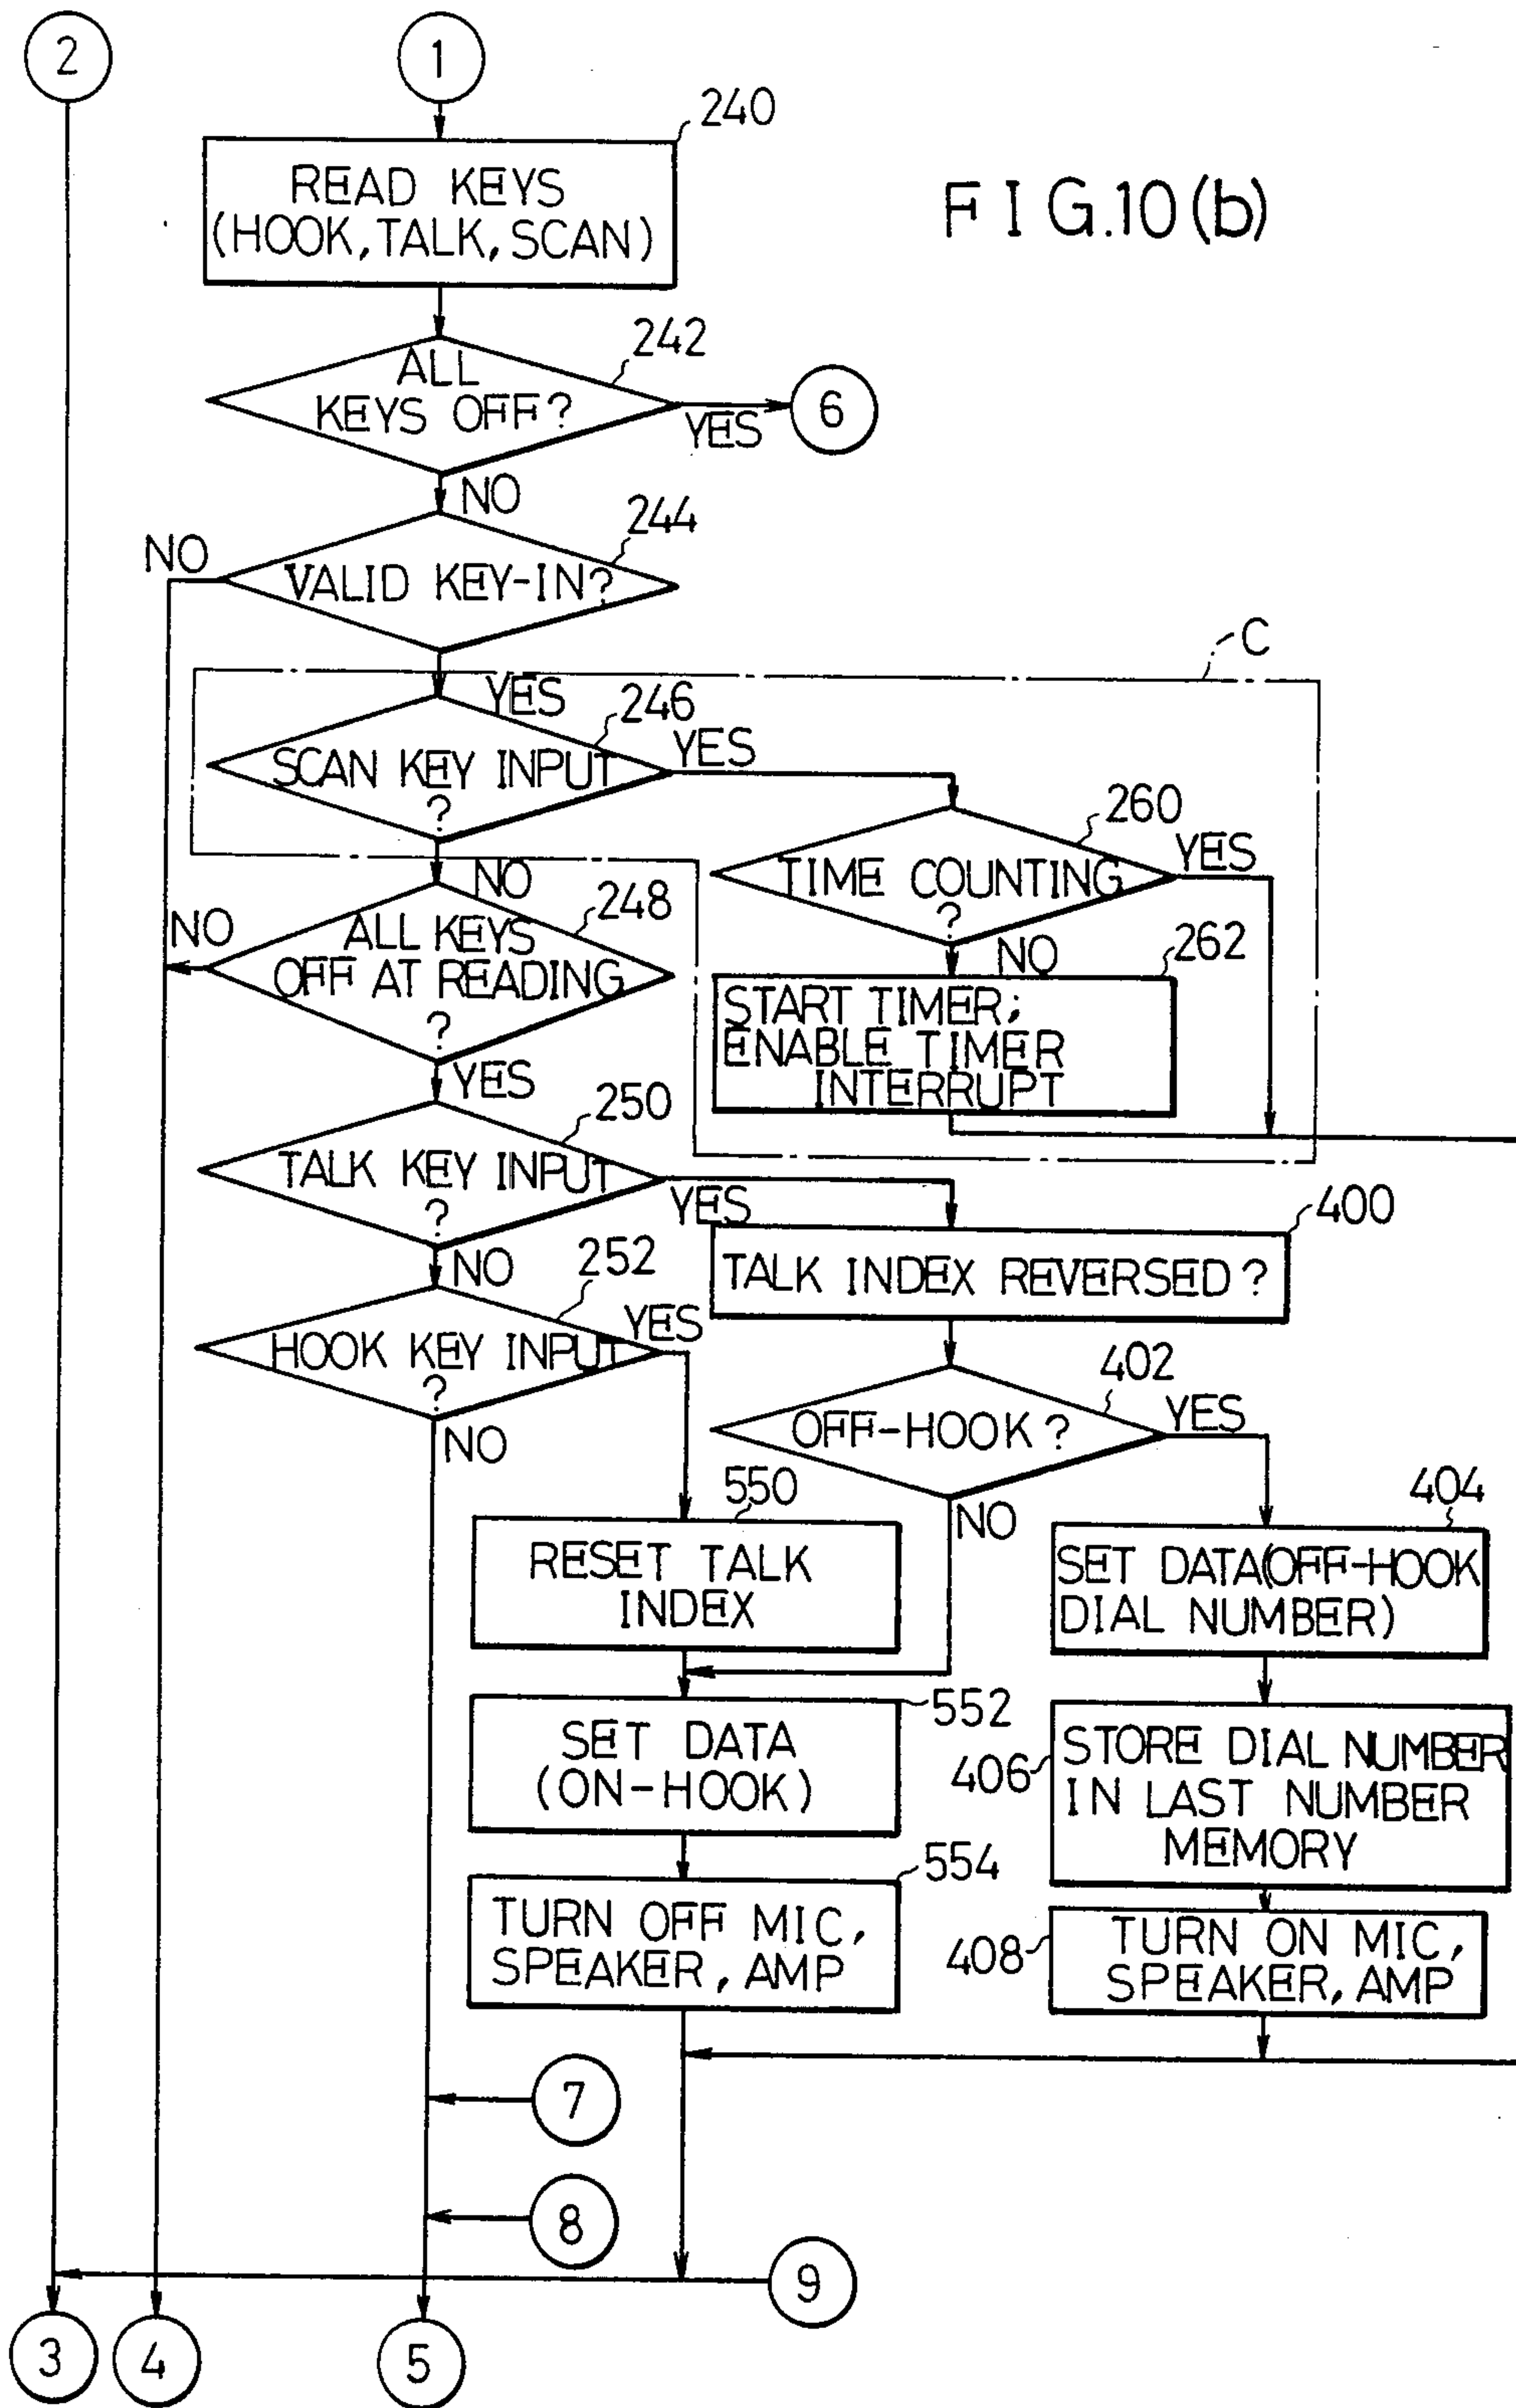 2
1
240
READ KEYS
(HOOK, TALK, SCAN)
FIG.10(b)
242
ALL
KEYS OFF?
YES
6
NO
244
NO
VALID KEY-IN?
C
YES
246
SCAN KEY INPUT
?
YES
260
TIME COUNTING
?
YES
NO
NO
248
NO
ALL KEYS
OFF AT READING
?
262
START TIMER;
ENABLE TIMER
INTERRUPT
YES
250
TALK KEY INPUT
?
YES
400
TALK INDEX REVERSED?
NO
252
HOOK KEY INPUT
?
YES
402
OFF-HOOK?
YES
NO
NO
550
RESET TALK
INDEX
404
SET DATA(OFF-HOOK
DIAL NUMBER)
552
SET DATA
(ON-HOOK)
406
STORE DIAL NUMBER
IN LAST NUMBER
MEMORY
554
TURN OFF MIC,
SPEAKER, AMP
408
TURN ON MIC,
SPEAKER, AMP
7
8
9
3
4
5